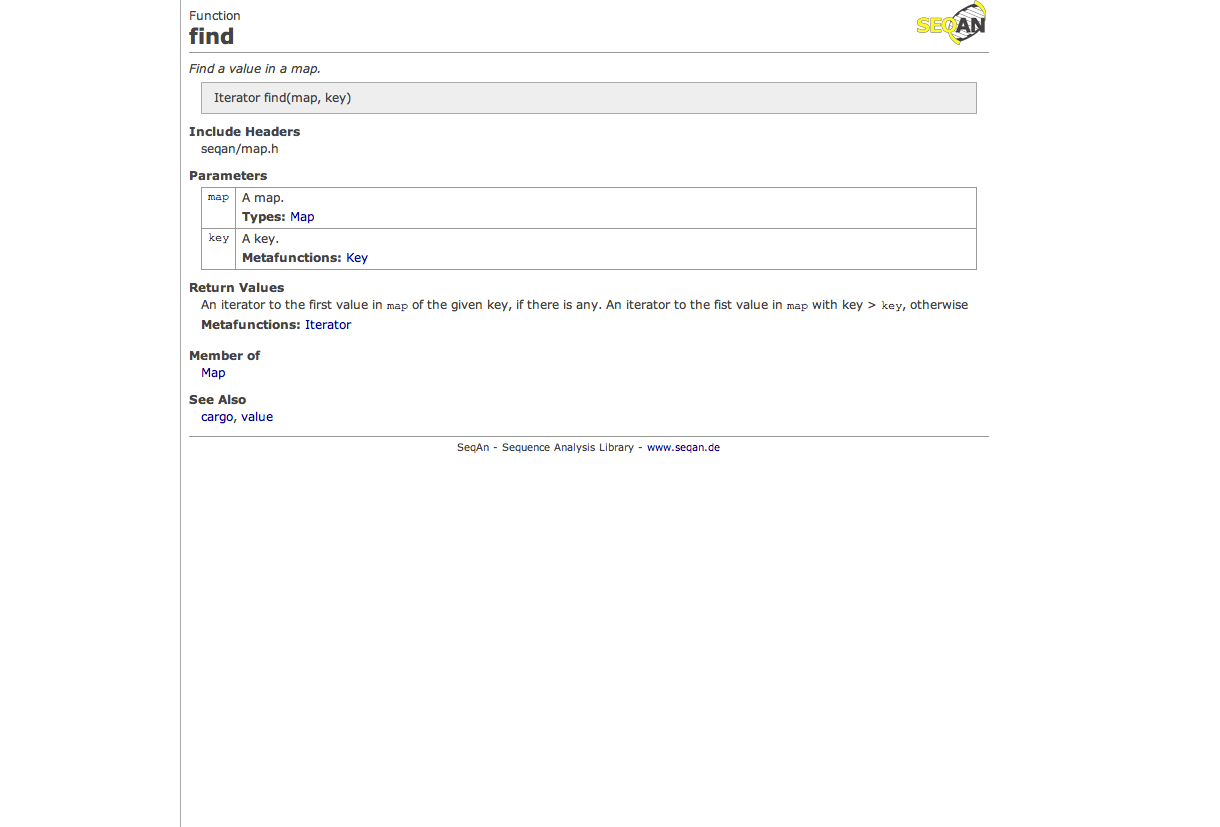 Function
find
SEQAN
Find a value in a map.
Iterator find(map, key)
Include Headers
seqan/map.h
Parameters
map A map.
Types: Map
key A key.
Metafunctions: Key
Return Values
An iterator to the first value in map of the given key, if there is any. An iterator to the fist value in map with key > key, otherwise
Metafunctions: Iterator
Member of
Map
See Also
cargo, value
SeqAn - Sequence Analysis Library - www.seqan.de